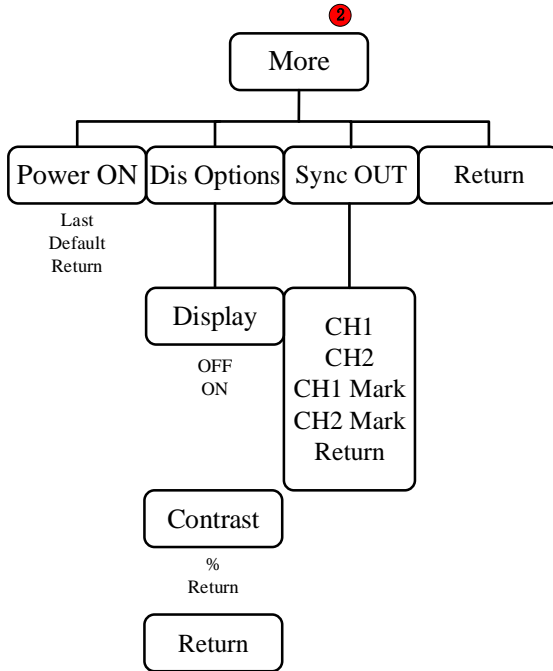 2
More
Power ON
Dis Options
Sync OUT
Return
Last
Default
Return
Display
OFF
ON
CH1
CH2
CH1 Mark
CH2 Mark
Return
Contrast
%
Return
Return